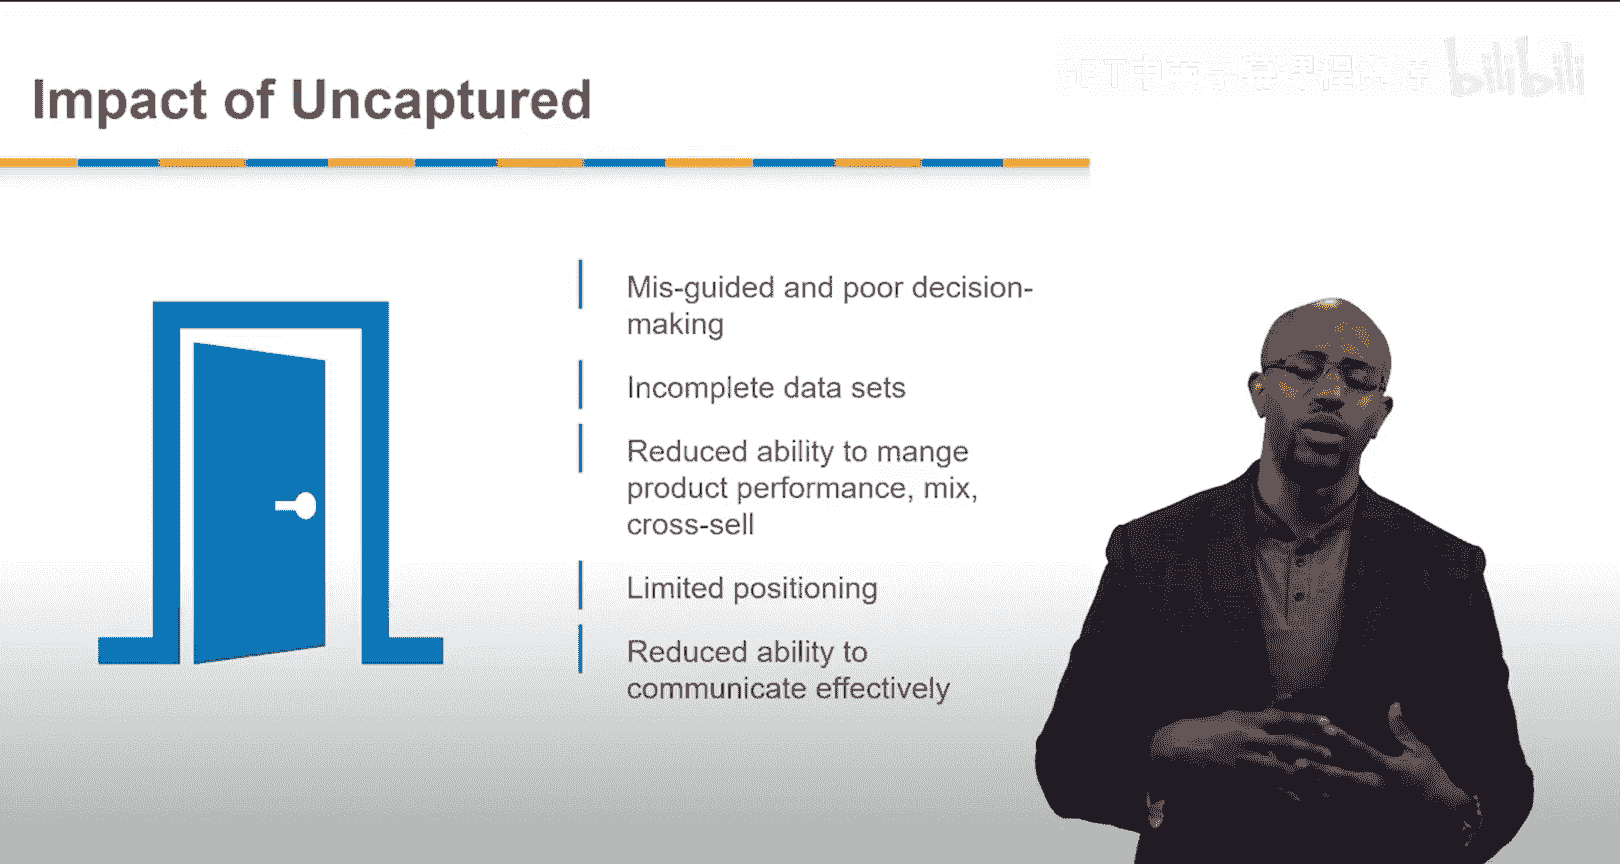 Impact of Uncaptured
Mis-guided and poor decision-
making
Incomplete data sets
Reduced ability to mange
product performance, mix,
cross-sell
Limited positioning
Reduced ability to
communicate effectively
bilibili